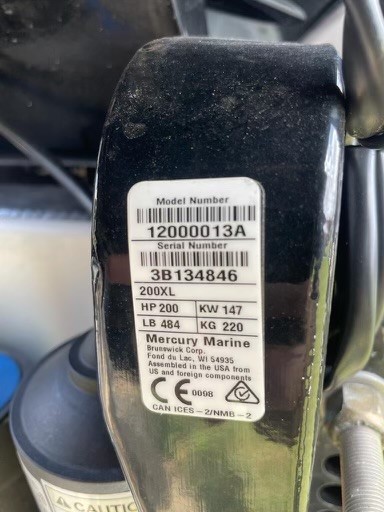 Model Number
12000013A
Serial Number
3B134846
200XL
HP 200 KW 147
LB 484 KG 220
Mercury Marine
Brunswick Corp.
Fond du Lac, WI 54935
Assembled in the USA from
US and foreign components
CE 0098
CAN ICES-2/NMB-2
CAUTION